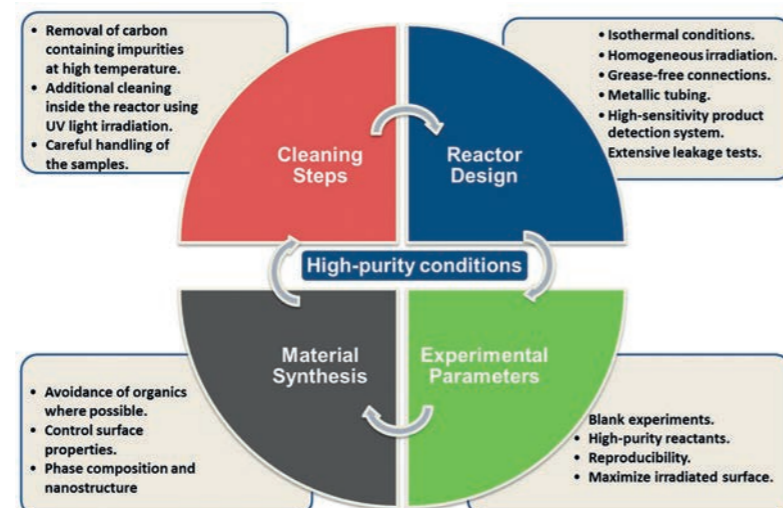 • Removal of carbon
containing impurities
at high temperature.
• Additional cleaning
inside the reactor using
UV light irradiation.
• Careful handling of
the samples.
• Isothermal conditions.
• Homogeneous irradiation.
• Grease-free connections.
• Metallic tubing.
• High-sensitivity product
detection system.
Extensive leakage tests.
Cleaning
Steps
Reactor
Design
High-purity conditions
Material
Synthesis
Experimental
Parameters
• Avoidance of organics
where possible.
• Control surface
properties.
• Phase composition and
nanostructure
Blank experiments.
• High-purity reactants.
• Reproducibility.
• Maximize irradiated surface.